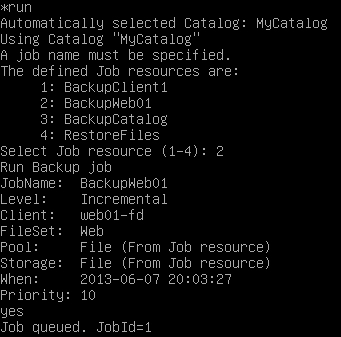 *run
Automatically selected Catalog: MyCatalog
Using Catalog "MyCatalog"
A job name must be specified.
The defined Job resources are:
     1: BackupClient1
     2: BackupWeb01
     3: BackupCatalog
     4: RestoreFiles
Select Job resource (1-4): 2
Run Backup job
JobName:  BackupWeb01
Level:    Incremental
Client:   web01-fd
FileSet:  Web
Pool:     File (From Job resource)
Storage:  File (From Job resource)
When:     2013-06-07 20:03:27
Priority: 10
yes
Job queued. JobId=1